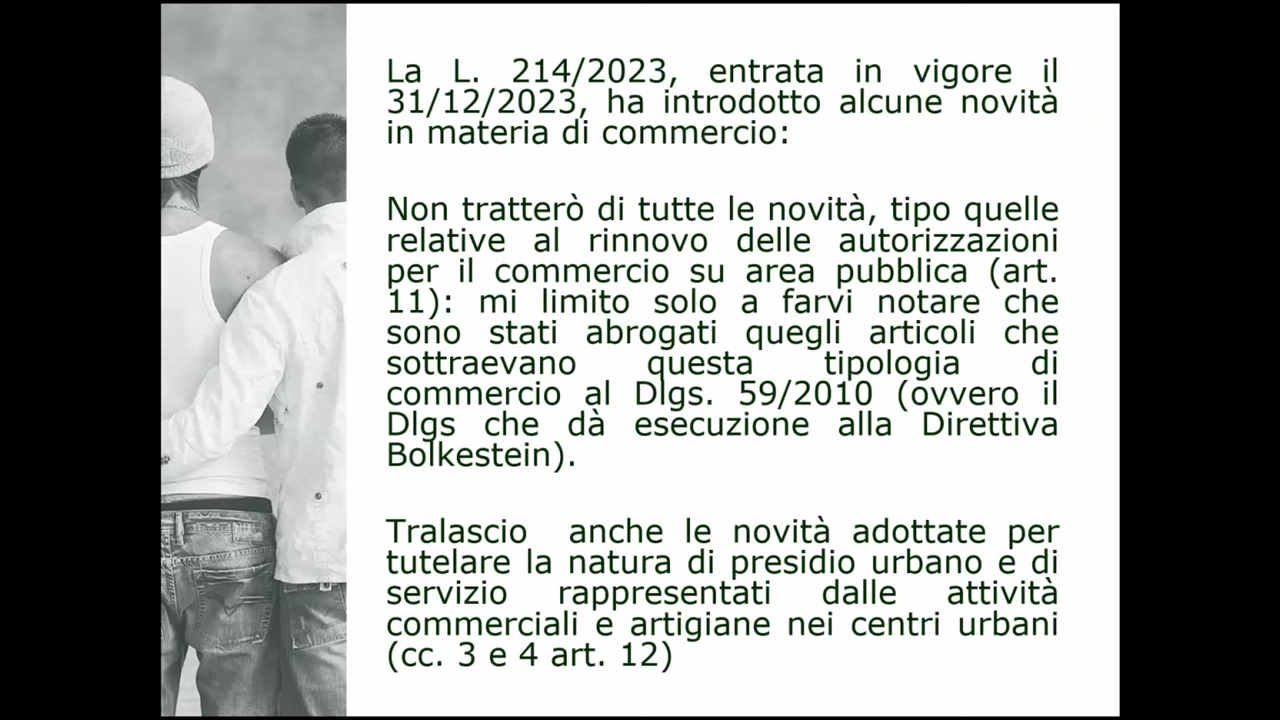 La L. 214/2023, entrata in vigore il
31/12/2023, ha introdotto alcune novità
in materia di commercio:
Non tratterò di tutte le novità, tipo quelle
relative al rinnovo delle autorizzazioni
per il commercio su area pubblica (art.
11): mi limito solo a farvi notare che
sono stati abrogati quegli articoli che
sottraevano questa tipologia di
commercio al Dlgs. 59/2010 (ovvero il
Dlgs che dà esecuzione alla Direttiva
Bolkestein).
Tralascio anche le novità adottate per
tutelare la natura di presidio urbano e di
servizio rappresentati dalle attività
commerciali e artigiane nei centri urbani
(cc. 3 e 4 art. 12)